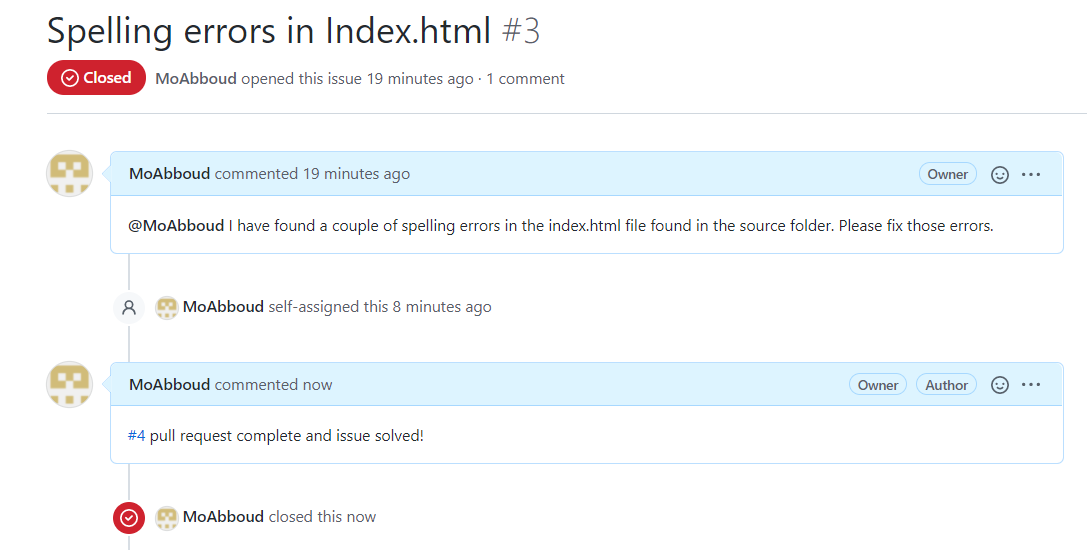 Spelling errors in Index.html #3
Closed MoAbboud opened this issue 19 minutes ago · 1 comment
MoAbboud commented 19 minutes ago Owner
@MoAbboud I have found a couple of spelling errors in the index.html file found in the source folder. Please fix those errors.
MoAbboud self-assigned this 8 minutes ago
MoAbboud commented now Owner Author
#4 pull request complete and issue solved!
MoAbboud closed this now